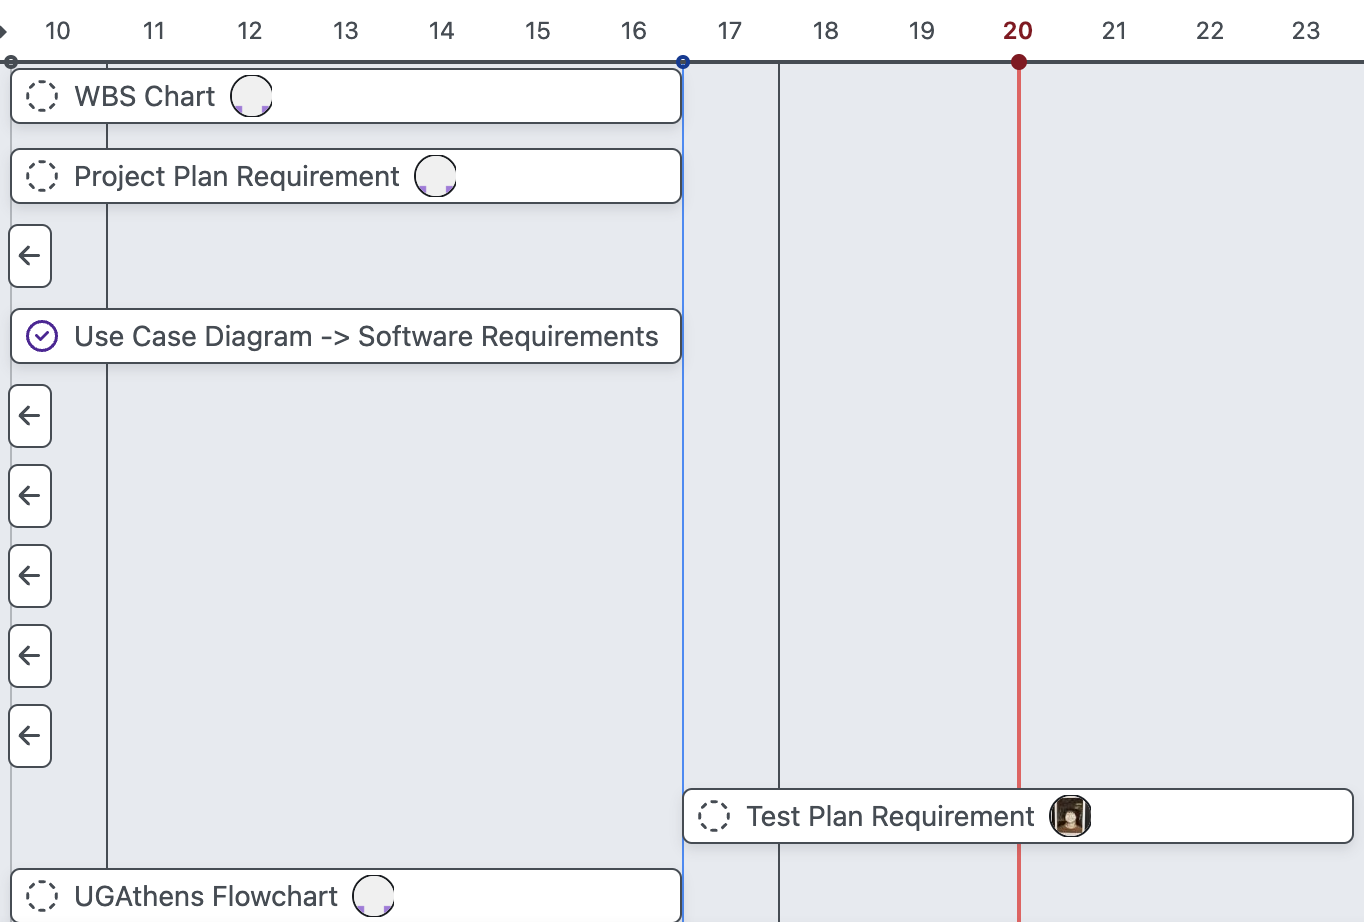 10 11 12 13 14 15 16 17 18 19 20 21 22 23
WBS Chart
Project Plan Requirement
Use Case Diagram -> Software Requirements
Test Plan Requirement
UGAthens Flowchart